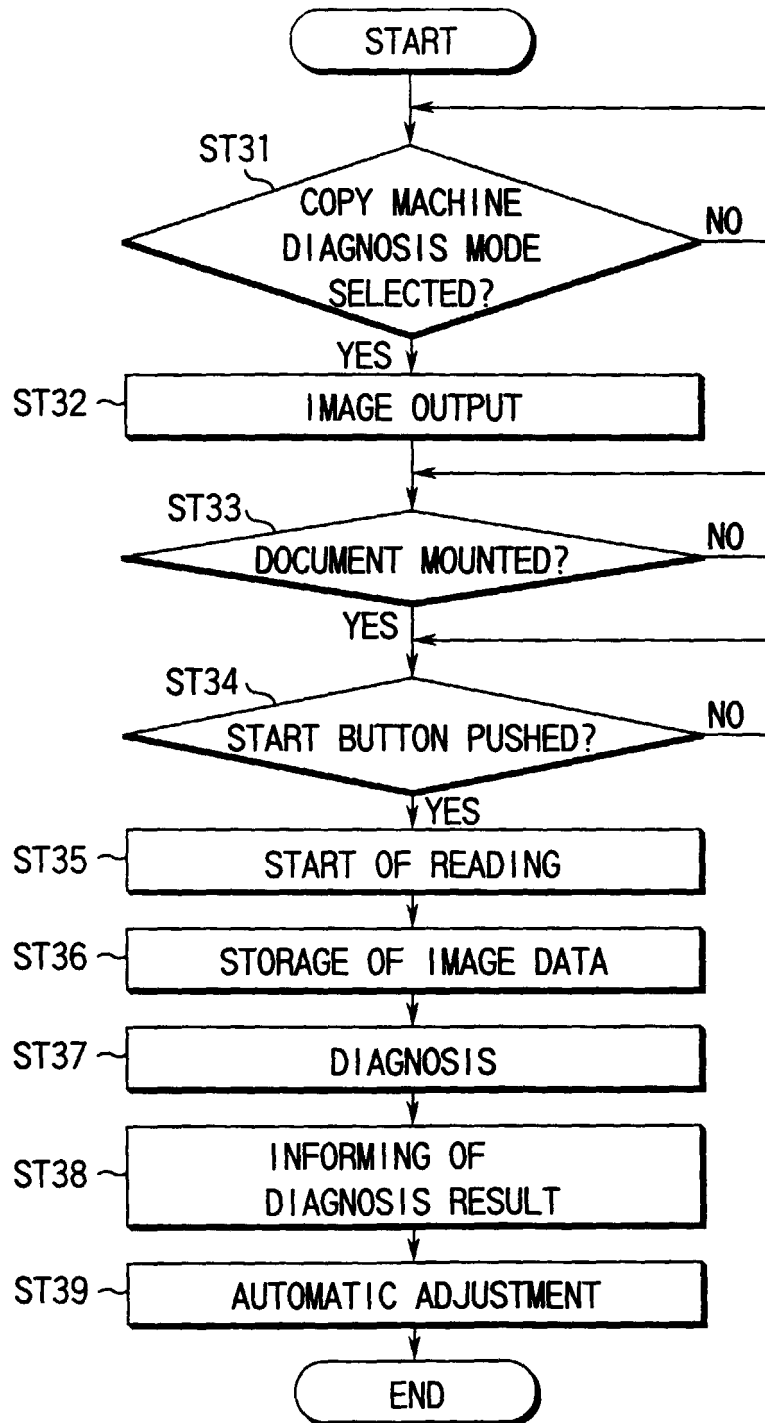 START
ST31
COPY MACHINE
DIAGNOSIS MODE
SELECTED?
NO
YES
ST32
IMAGE OUTPUT
ST33
DOCUMENT MOUNTED?
NO
YES
ST34
START BUTTON PUSHED?
NO
YES
ST35
START OF READING
ST36
STORAGE OF IMAGE DATA
ST37
DIAGNOSIS
ST38
INFORMING OF
DIAGNOSIS RESULT
ST39
AUTOMATIC ADJUSTMENT
END